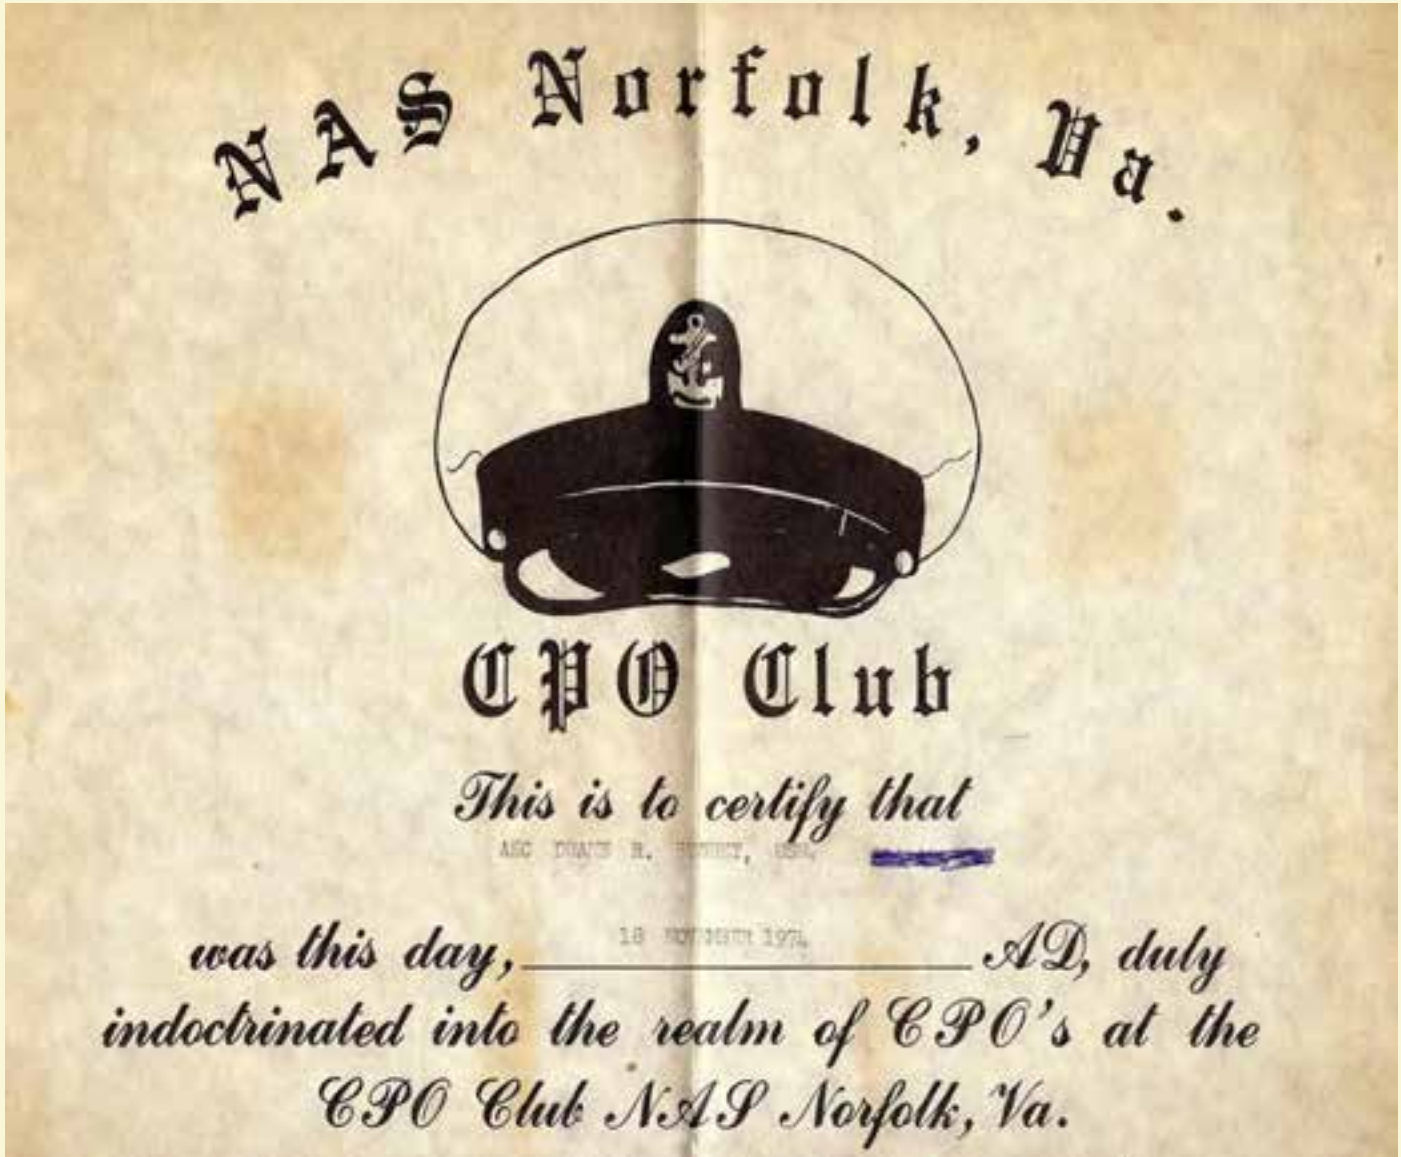 NAS Norfolk, Va.
CPO Club
This is to certify that
R.
was this day, 18 NOVEMBER 1974 AD, duly
indoctrinated into the realm of CPO's at the
CPO Club NAS Norfolk, Va.